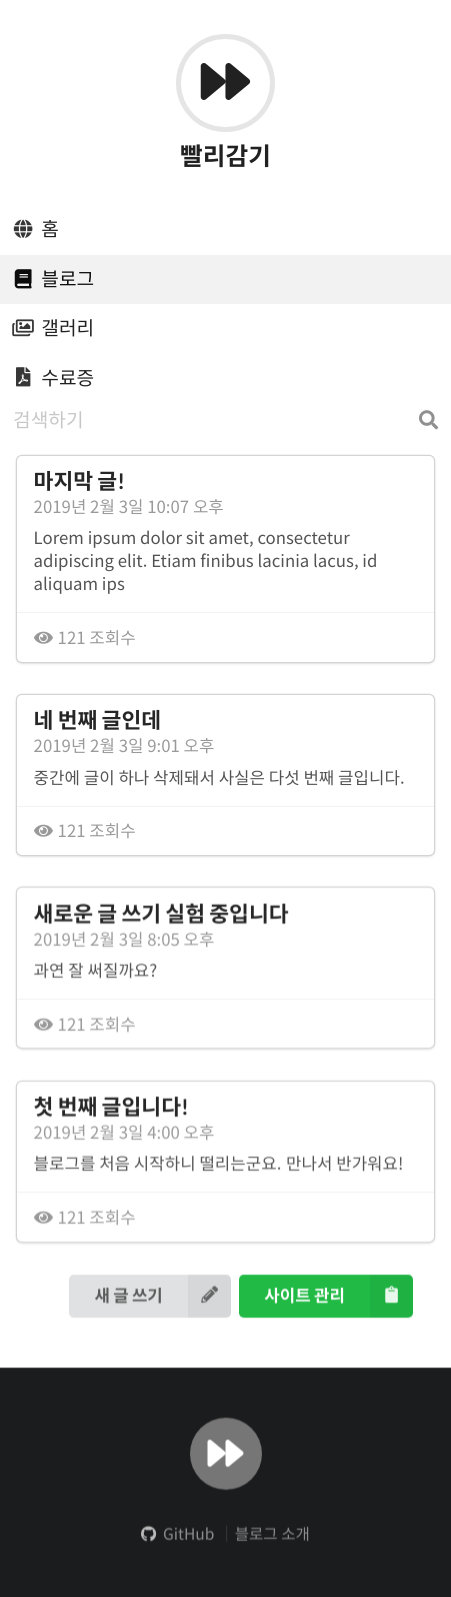 빨리감기
홈
블로그
갤러리
수료증
검색하기
마지막 글!
2019년 2월 3일 10:07 오후
Lorem ipsum dolor sit amet, consectetur
adipiscing elit. Etiam finibus lacinia lacus, id
aliquam ips
121 조회수
네 번째 글인데
2019년 2월 3일 9:01 오후
중간에 글이 하나 삭제돼서 사실은 다섯 번째 글입니다.
121 조회수
새로운 글 쓰기 실험 중입니다
2019년 2월 3일 8:05 오후
과연 잘 써질까요?
121 조회수
첫 번째 글입니다!
2019년 2월 3일 4:00 오후
블로그를 처음 시작하니 떨리는군요. 만나서 반가워요!
121 조회수
새 글 쓰기 사이트 관리
GitHub 블로그 소개